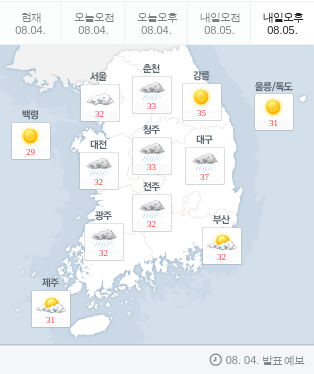 현재 오늘오전 오늘오후 내일오전 내일오후
08.04. 08.04. 08.04. 08.05. 08.05.
춘천
서울 강릉
33
울릉/독도
32 35
백령 31
청주
대전 대구
29
33
32 37
전주
광주 32 부산
32 32
제주
31
08. 04. 발표 예보